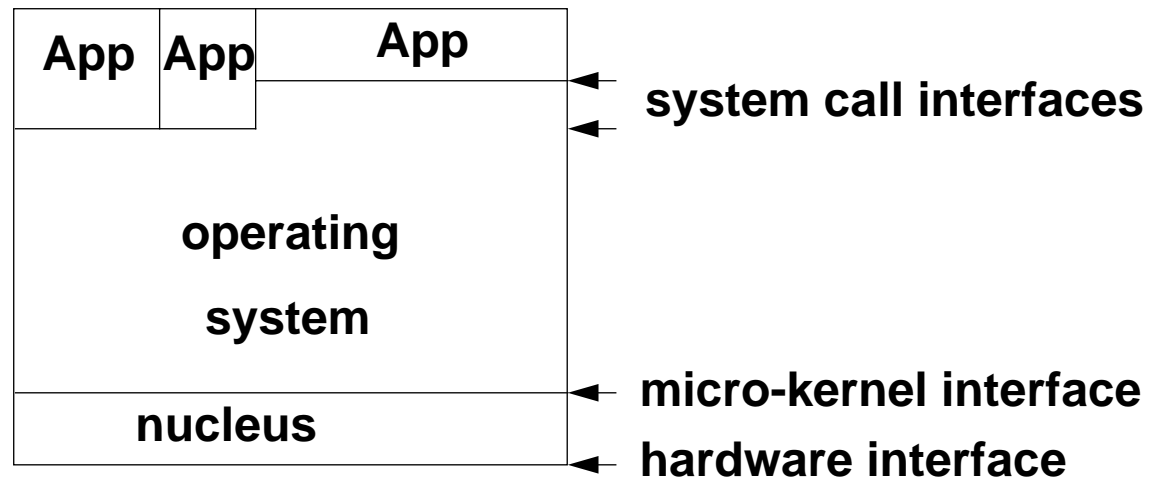 App App App
system call interfaces
operating
system
micro-kernel interface
nucleus
hardware interface